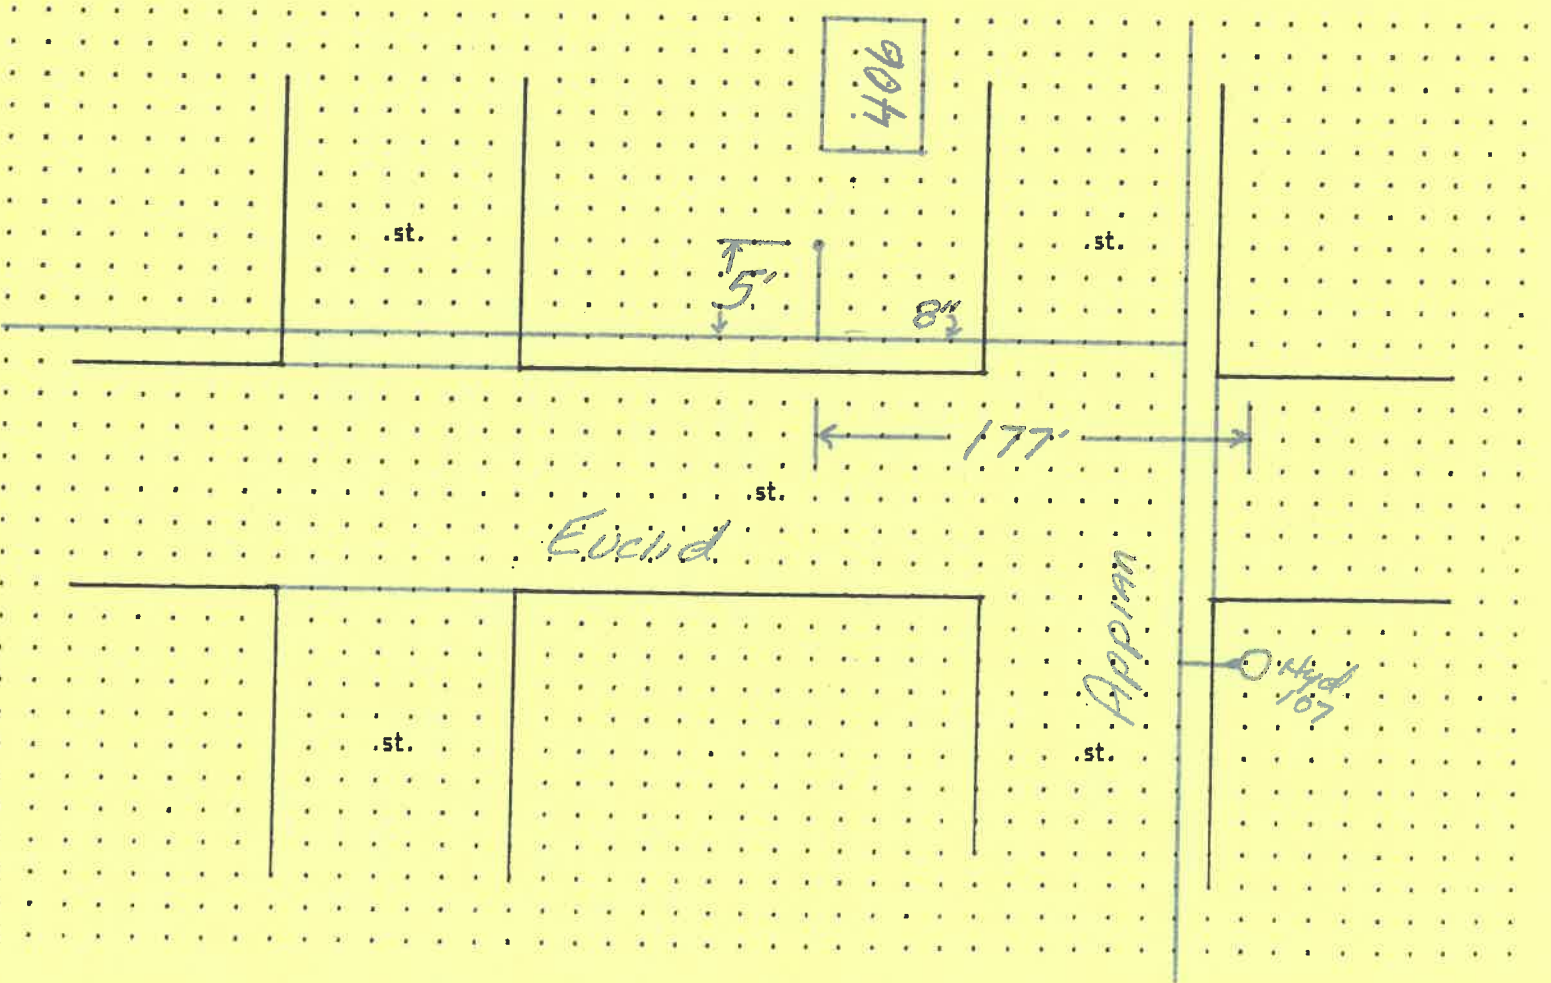 406
.st.
.st.
5'
8"
177'
.st.
Euclid
Appian
Hyd
107
.st.
.st.